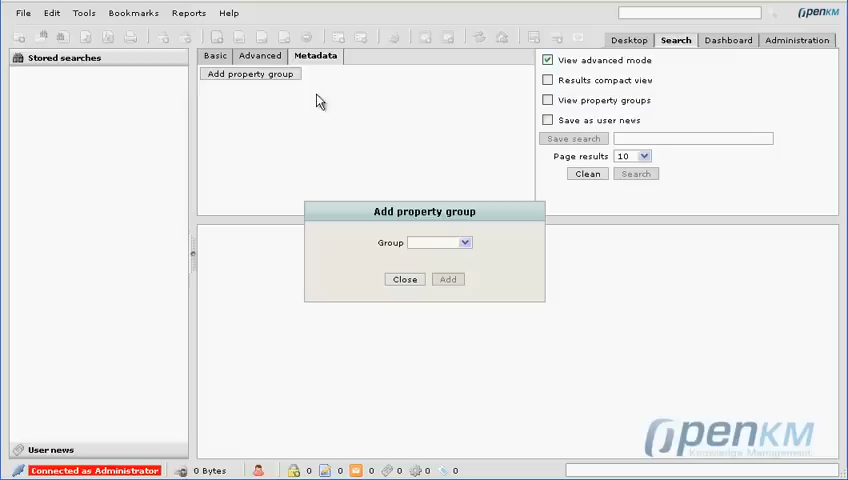 File Edit Tools Bookmarks Reports Help
OpenKM
Desktop Search Dashboard Administration
Stored searches
Basic Advanced Metadata
Add property group
View advanced mode
Results compact view
View property groups
Save as user news
Save search
Page results 10
Clean Search
Add property group
Group
Close Add
User news
OpenKM
Knowledge Management
Connected as Administrator 0 Bytes 0 0 0 0 0 0